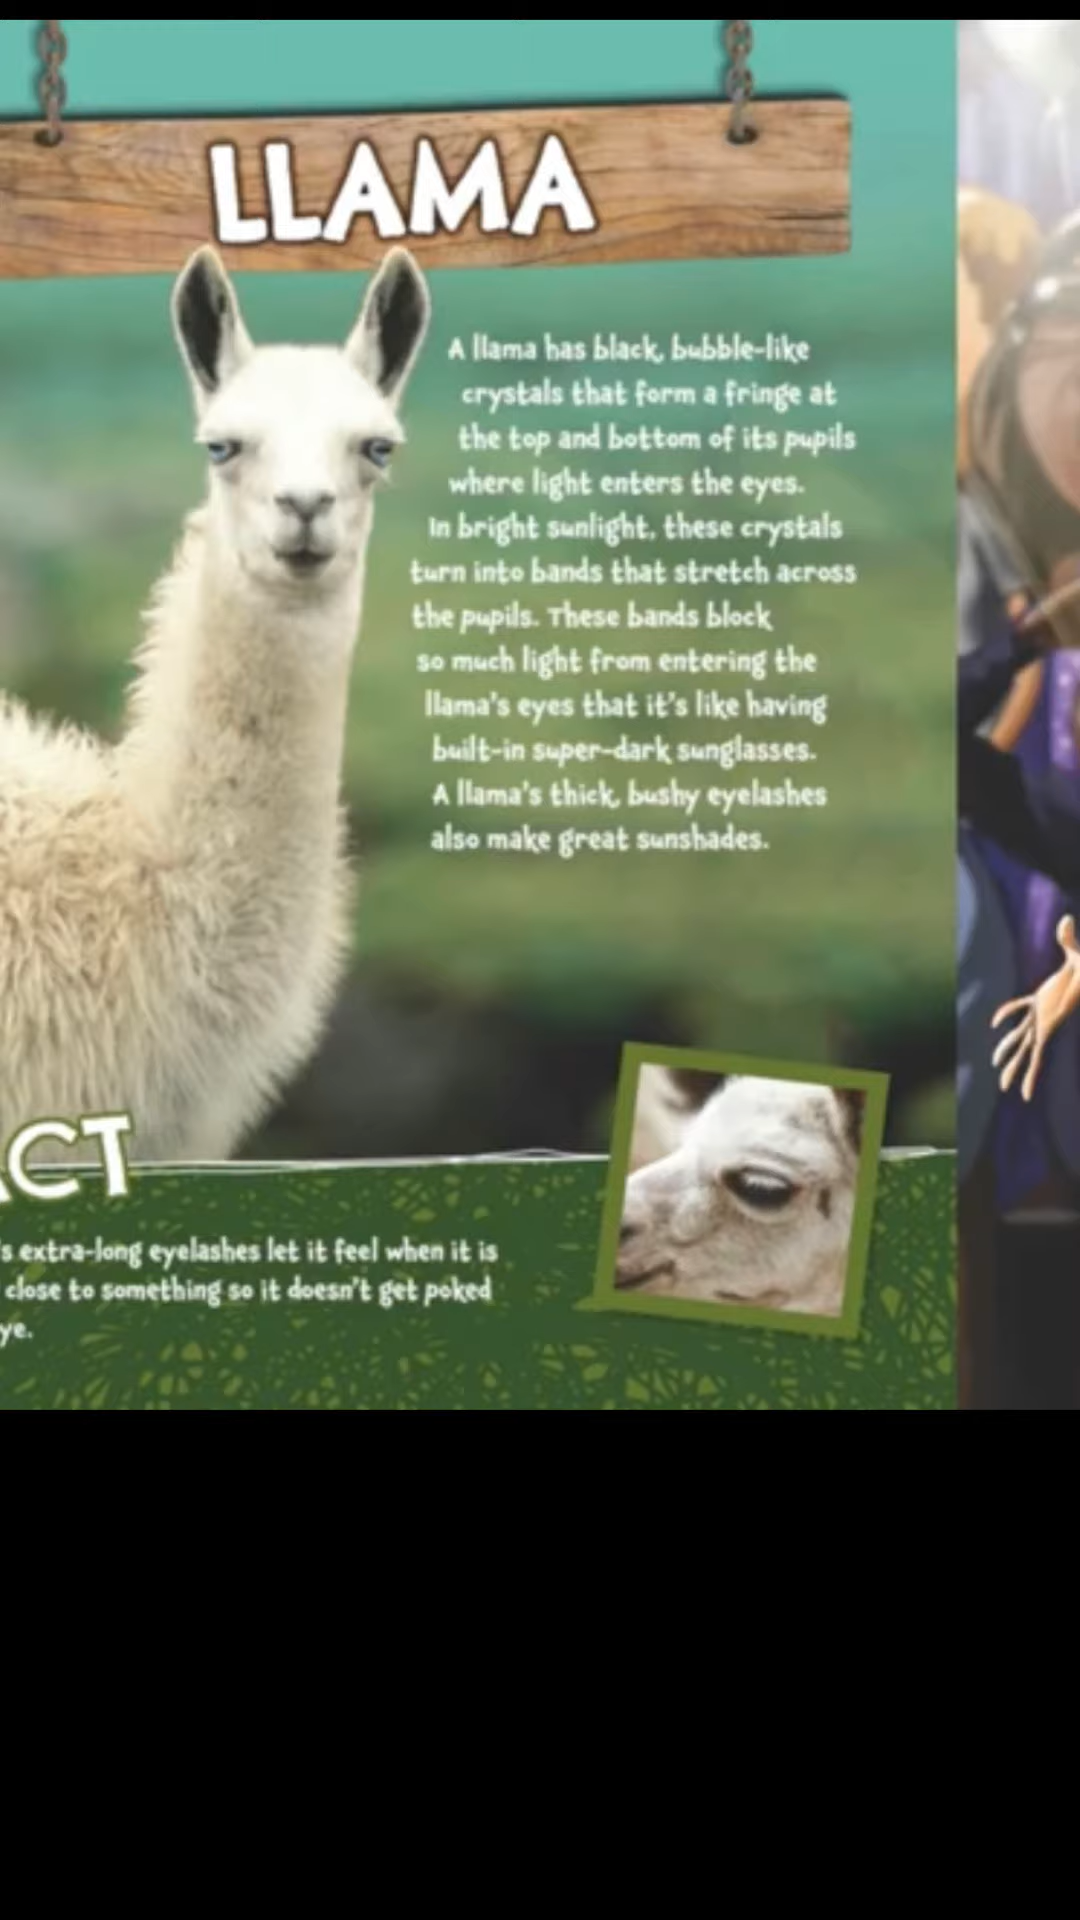 LLAMA
A llama has black, bubble-like
crystals that form a fringe at
the top and bottom of its pupils
where light enters the eyes.
In bright sunlight, these crystals
turn into bands that stretch across
the pupils. These bands block
so much light from entering the
llama's eyes that it's like having
built-in super-dark sunglasses.
A llama's thick, bushy eyelashes
also make great sunshades.
ACT
's extra-long eyelashes let it feel when it is
close to something so it doesn't get poked
ye.